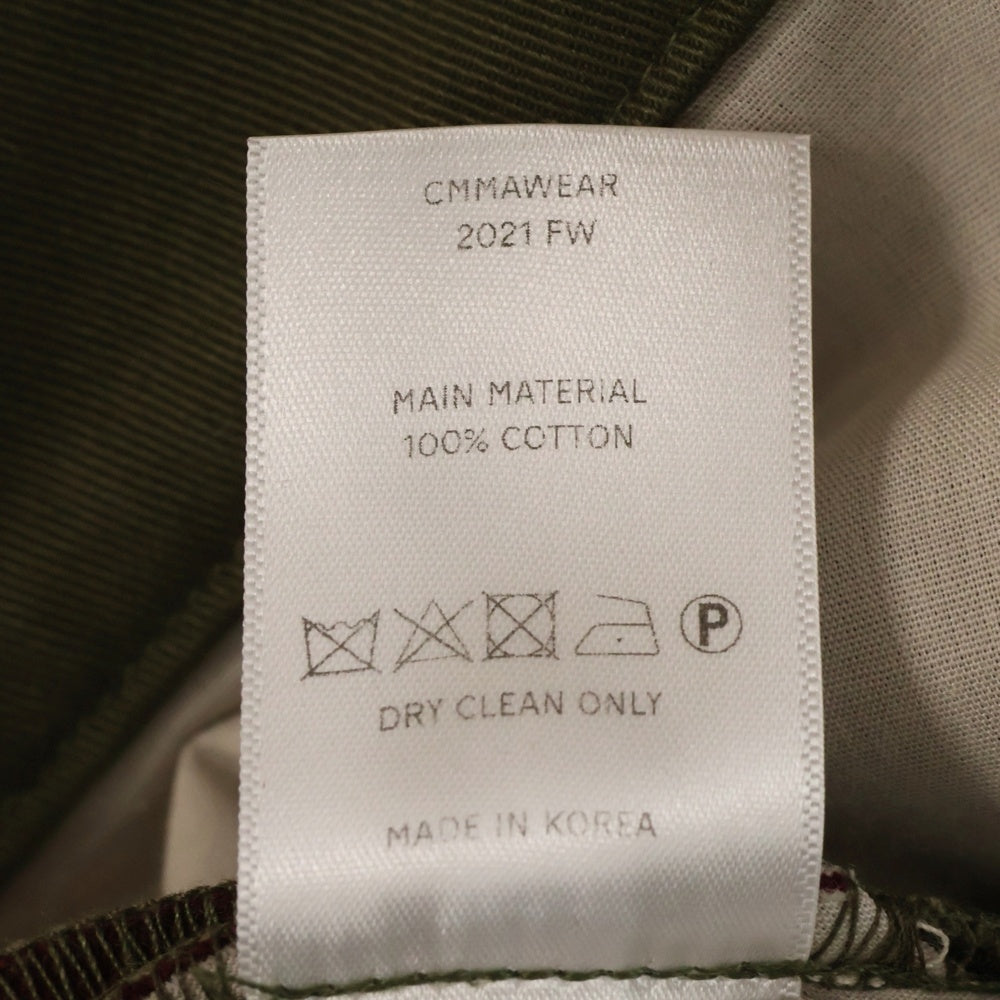 CMMAWEAR
2021 FW
MAIN MATERIAL
100% COTTON
P
DRY CLEAN ONLY
MADE IN KOREA